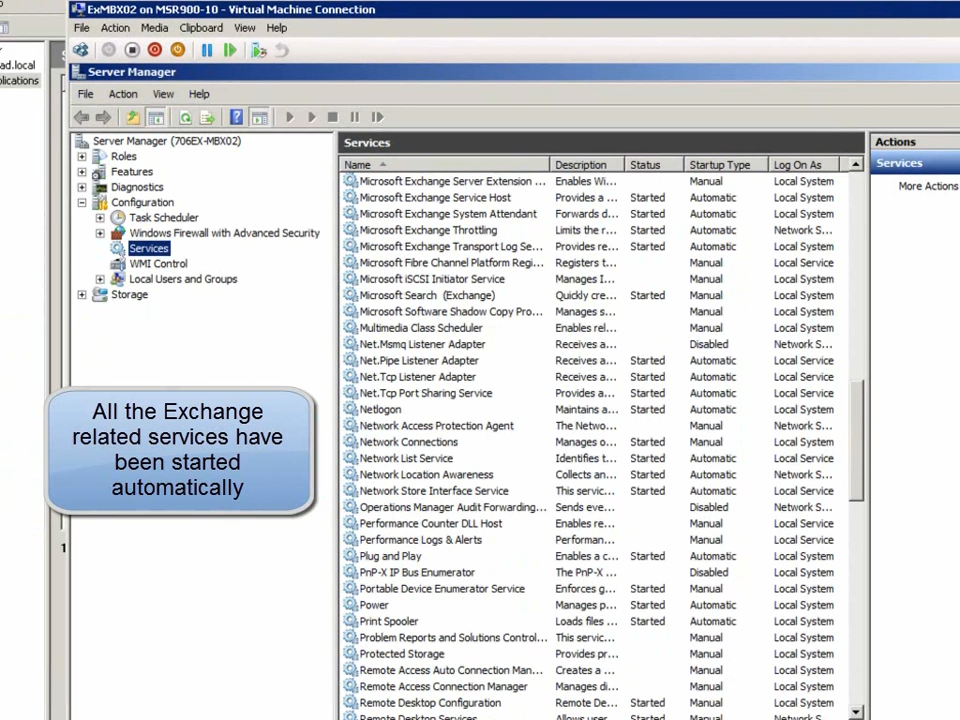 ExMBX02 on MSR900-10 - Virtual Machine Connection
File Action Media Clipboard View Help
ad.local
plications
Server Manager
File Action View Help
Server Manager (706EX-MBX02)
Roles
Features
Diagnostics
Configuration
Task Scheduler
Windows Firewall with Advanced Security
Services
WMI Control
Local Users and Groups
Storage
All the Exchange
related services have
been started
automatically
Services
Name Description Status Startup Type Log On As
Microsoft Exchange Server Extension ... Enables Wi... Manual Local System
Microsoft Exchange Service Host Provides a ... Started Automatic Local System
Microsoft Exchange System Attendant Forwards d... Started Automatic Local System
Microsoft Exchange Throttling Limits the r... Started Automatic Network S...
Microsoft Exchange Transport Log Se... Provides re... Started Automatic Local System
Microsoft Fibre Channel Platform Regi... Registers t... Manual Local System
Microsoft iSCSI Initiator Service Manages I... Manual Local System
Microsoft Search (Exchange) Quickly cre... Started Manual Local System
Microsoft Software Shadow Copy Pro... Manages s... Manual Local System
Multimedia Class Scheduler Enables rel... Manual Local System
Net.Msmq Listener Adapter Receives a... Disabled Network S...
Net.Pipe Listener Adapter Receives a... Started Automatic Local Service
Net.Tcp Listener Adapter Receives a... Started Automatic Local Service
Net.Tcp Port Sharing Service Provides a... Started Automatic Local Service
Netlogon Maintains a... Started Automatic Local System
Network Access Protection Agent The Netwo... Manual Network S...
Network Connections Manages o... Started Manual Local System
Network List Service Identifies t... Started Manual Local Service
Network Location Awareness Collects an... Started Automatic Network S...
Network Store Interface Service This servic... Started Automatic Local Service
Operations Manager Audit Forwarding... Sends eve... Disabled Network S...
Performance Counter DLL Host Enables re... Manual Local Service
Performance Logs & Alerts Performan... Manual Local Service
Plug and Play Enables a c... Started Automatic Local System
PnP-X IP Bus Enumerator The PnP-X ... Disabled Local System
Portable Device Enumerator Service Enforces g... Started Manual Local System
Power Manages p... Started Automatic Local System
Print Spooler Loads files ... Started Automatic Local System
Problem Reports and Solutions Control... This servic... Manual Local System
Protected Storage Provides pr... Manual Local System
Remote Access Auto Connection Man... Creates a ... Manual Local System
Remote Access Connection Manager Manages di... Manual Local System
Remote Desktop Configuration Remote De... Started Manual Local System
Remote Desktop Services Allows user... Started Manual Network S...
Actions
Services
More Actions